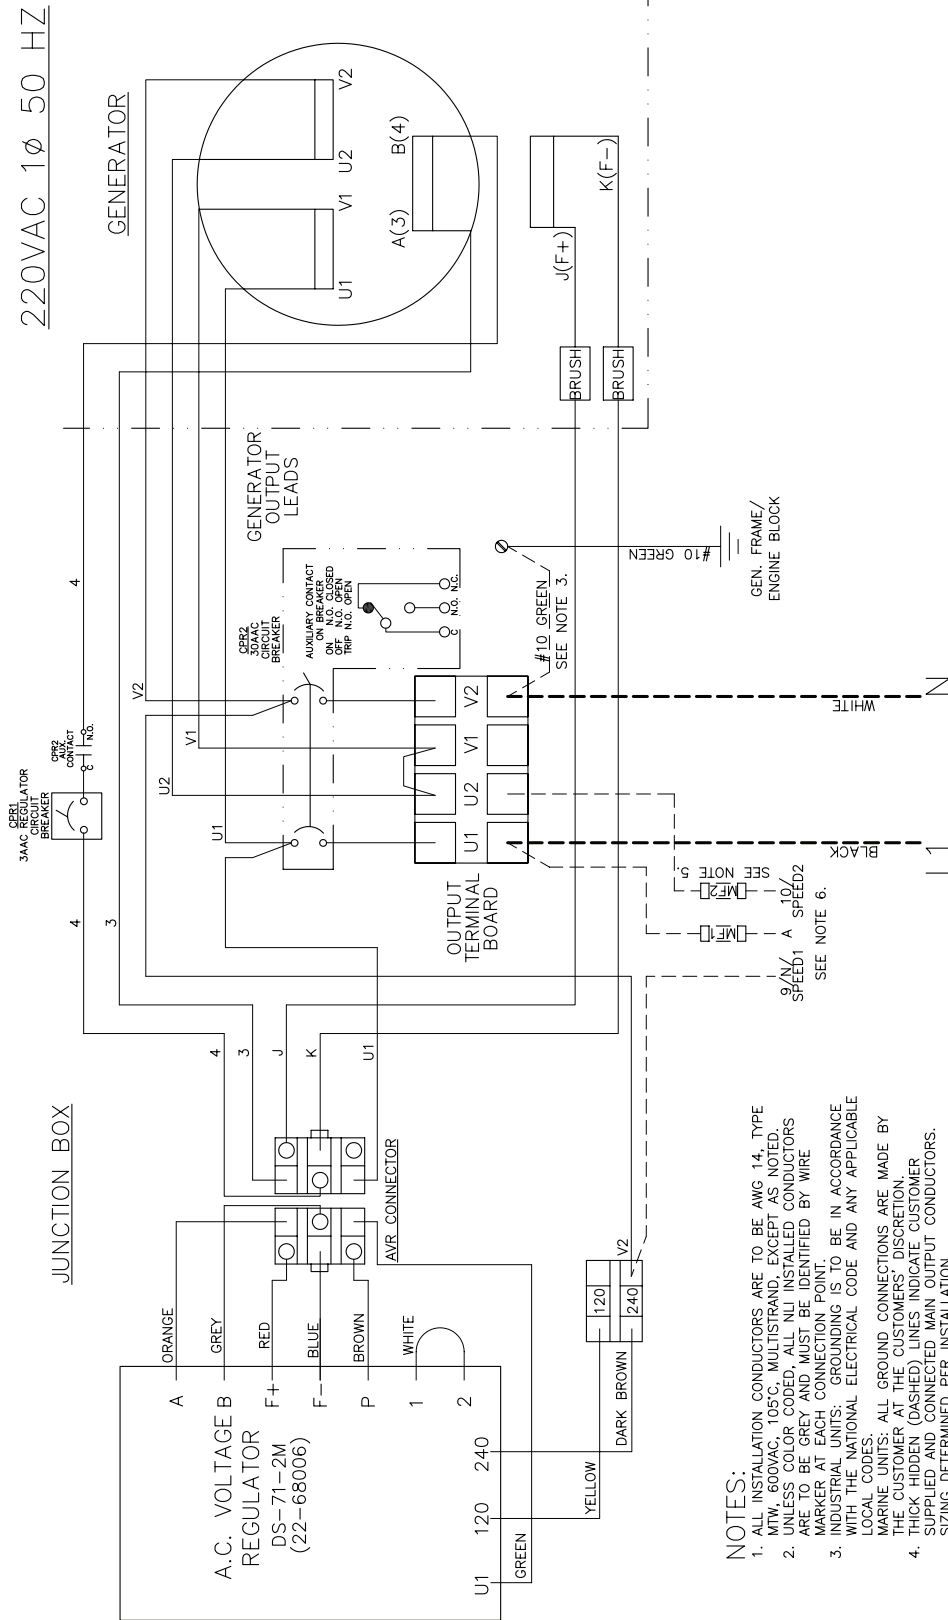 220VAC 1Ø 50 HZ
GENERATOR
U1
V1
U2
V2
A(3)
B(4)
J(F+)
K(F-)
BRUSH
BRUSH
4
3
4
CPR1
3AAC REGULATOR
CIRCUIT
BREAKER
CPR2
AUX.
CONTACT
C
N.O.
V2
V1
U2
U1
GENERATOR
OUTPUT
LEADS
CPR2
30AAC
CIRCUIT
BREAKER
AUXILIARY CONTACT
ON BREAKER
ON N.O. CLOSED
OFF N.O. OPEN
TRIP N.O. OPEN
C
N.O.
N.C.
OUTPUT
TERMINAL
BOARD
U1
U2
V1
V2
#10 GREEN
SEE NOTE 3.
#10 GREEN
GEN. FRAME/
ENGINE BLOCK
WHITE
N
BLACK
L1
MF1
MF2
SEE NOTE 5.
9/N/
SPEED1
A
10/
SPEED2
SEE NOTE 6.
JUNCTION BOX
4
3
J
K
U1
AVR CONNECTOR
ORANGE
GREY
RED
BLUE
BROWN
WHITE
A
B
F+
F-
P
1
2
A.C. VOLTAGE
REGULATOR
DS-71-2M
(22-68006)
U1
120
240
GREEN
YELLOW
DARK BROWN
120
240
V2
NOTES:
1. ALL INSTALLATION CONDUCTORS ARE TO BE AWG 14, TYPE
MTW, 600VAC, 105°C, MULTISTRAND, EXCEPT AS NOTED.
2. UNLESS COLOR CODED, ALL NLI INSTALLED CONDUCTORS
ARE TO BE GREY AND MUST BE IDENTIFIED BY WIRE
MARKER AT EACH CONNECTION POINT.
3. INDUSTRIAL UNITS: GROUNDING IS TO BE IN ACCORDANCE
WITH THE NATIONAL ELECTRICAL CODE AND ANY APPLICABLE
LOCAL CODES.
MARINE UNITS: ALL GROUND CONNECTIONS ARE MADE BY
THE CUSTOMER AT THE CUSTOMERS' DISCRETION.
4. THICK HIDDEN (DASHED) LINES INDICATE CUSTOMER
SUPPLIED AND CONNECTED MAIN OUTPUT CONDUCTORS.
SIZING DETERMINED PER INSTALLATION